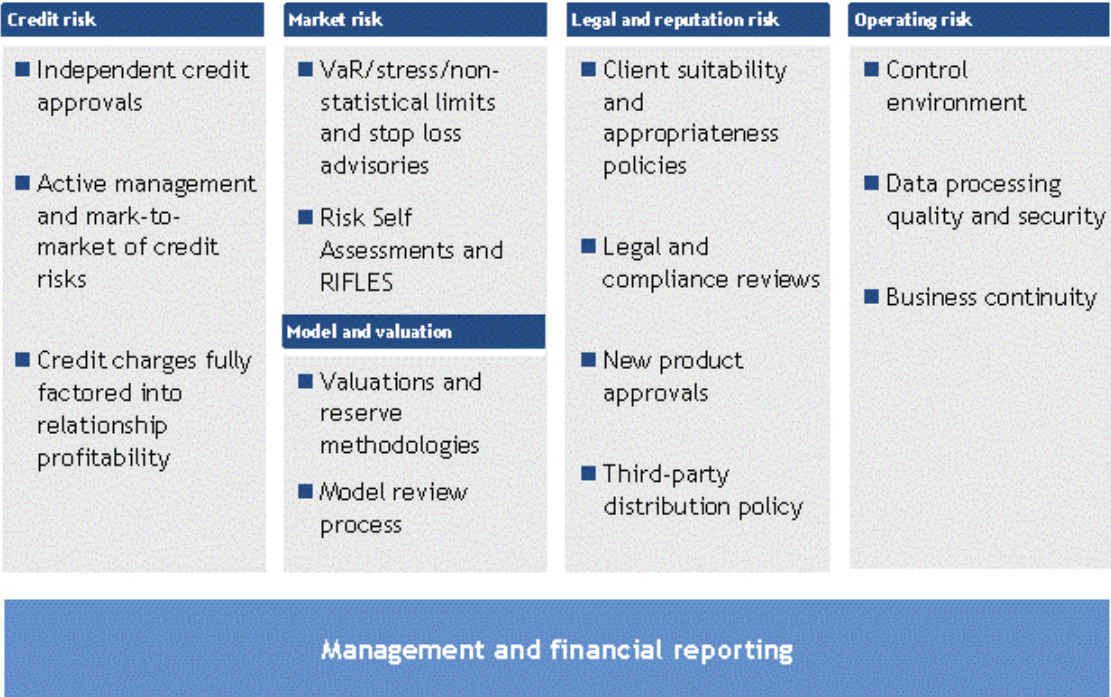 Credit risk
Independent credit
approvals
Active management
and mark-to-
market of credit
risks
Credit charges fully
factored into
relationship
profitability
Market risk
VaR/stress/non-
statistical limits
and stop loss
advisories
Risk Self
Assessments and
RIFLES
Model and valuation
Valuations and
reserve
methodologies
Model review
process
Legal and reputation risk
Client suitability
and
appropriateness
policies
Legal and
compliance reviews
New product
approvals
Third-party
distribution policy
Operating risk
Control
environment
Data processing
quality and security
Business continuity
Management and financial reporting